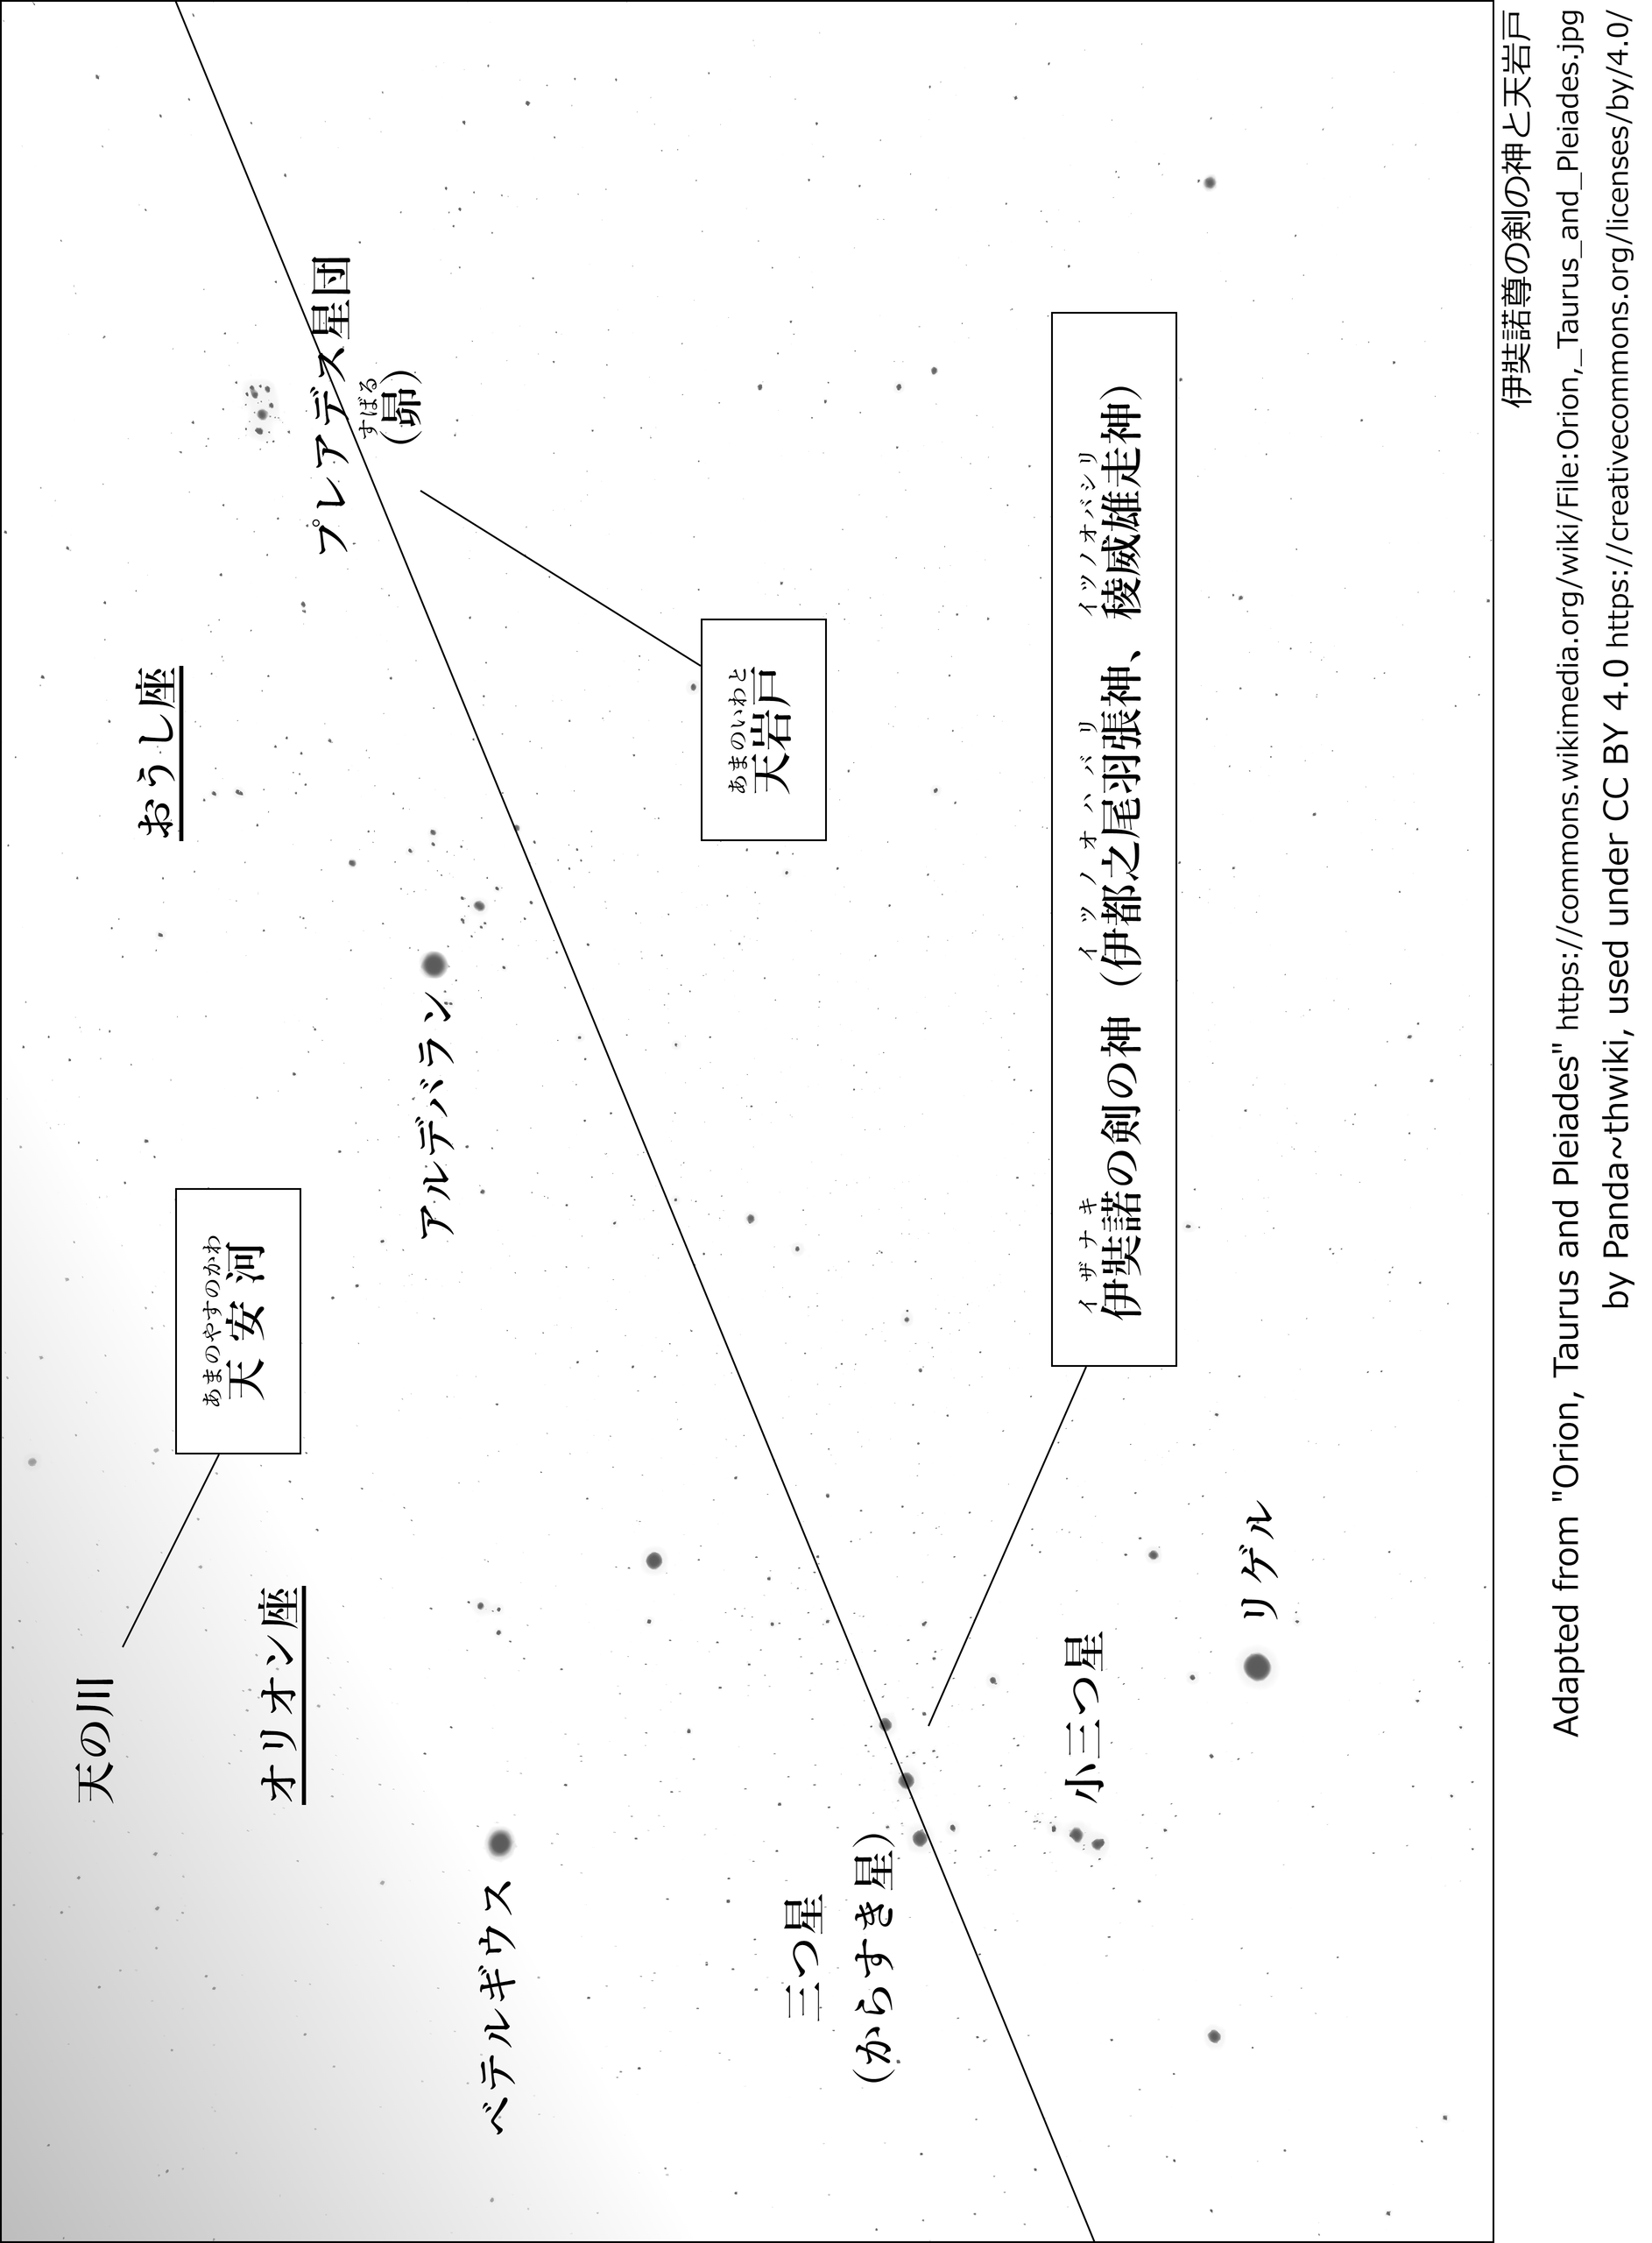 天の川
あまのやすのかわ
天安河
おうし座
オリオン座
プレアデス星団
すばる
(昴)
アルデバラン
ベテルギウス
あまのいわと
天岩戸
三つ星
(からすき星)
イザナキ イツノオハバリ イツノオバシリ
伊奘諾の剣の神 (伊都之尾羽張神、稜威雄走神)
小三つ星
リゲル
伊奘諾尊の剣の神と天岩戸
Adapted from "Orion, Taurus and Pleiades" https://commons.wikimedia.org/wiki/File:Orion,_Taurus_and_Pleiades.jpg
by Panda~thwiki, used under CC BY 4.0 https://creativecommons.org/licenses/by/4.0/